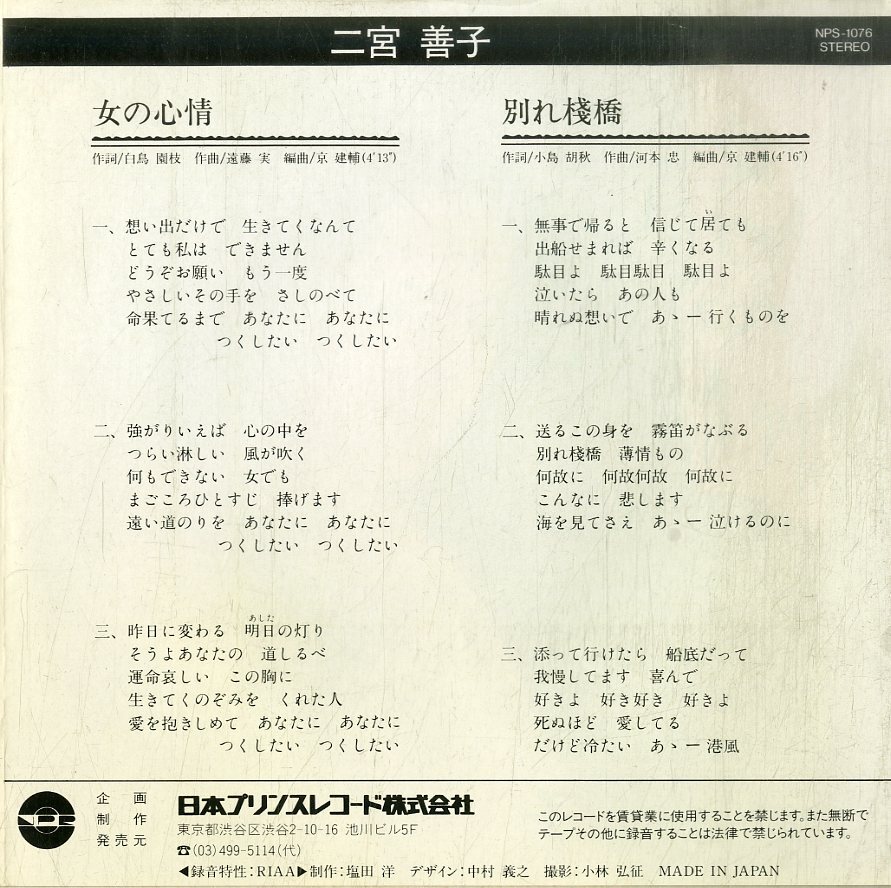 二宮 善子
NPS-1076
STEREO
女の心情
作詞/白鳥 園枝 作曲/遠藤 実 編曲/京 建輔(4'13")
一、想い出だけで 生きてくなんて
とても私は できません
どうぞお願い もう一度
やさしいその手を さしのべて
命果てるまで あなたに あなたに
つくしたい つくしたい
二、強がりいえば 心の中を
つらい淋しい 風が吹く
何もできない 女でも
まごころひとすじ 捧げます
遠い道のりを あなたに あなたに
つくしたい つくしたい
あした
三、昨日に変わる 明日の灯り
そうよあなたの 道しるべ
運命哀しい この胸に
生きてくのぞみを くれた人
愛を抱きしめて あなたに あなたに
つくしたい つくしたい
別れ棧橋
作詞/小島 胡秋 作曲/河本 忠 編曲/京 建輔(4'16")
い
一、無事で帰ると 信じて居ても
出船せまれば 辛くなる
駄目よ 駄目駄目 駄目よ
泣いたら あの人も
晴れぬ想いで あゝー行くものを
二、送るこの身を 霧笛がなぶる
別れ棧橋 薄情もの
何故に 何故何故 何故に
こんなに 悲します
海を見てさえ あゝー泣けるのに
三、添って行けたら 船底だって
我慢してます 喜んで
好きよ 好き好き 好きよ
死ぬほど 愛してる
だけど冷たい あゝー港風
NPR
企画
制作
発売元
日本プリンスレコード株式会社
東京都渋谷区渋谷2-10-16 池川ビル5F
☎(03)499-5114(代)
◀録音特性:RIAA▶制作:塩田 洋 デザイン:中村 義之 撮影:小林 弘征 MADE IN JAPAN
このレコードを賃貸業に使用することを禁じます。また無断で
テープその他に録音することは法律で禁じられています。